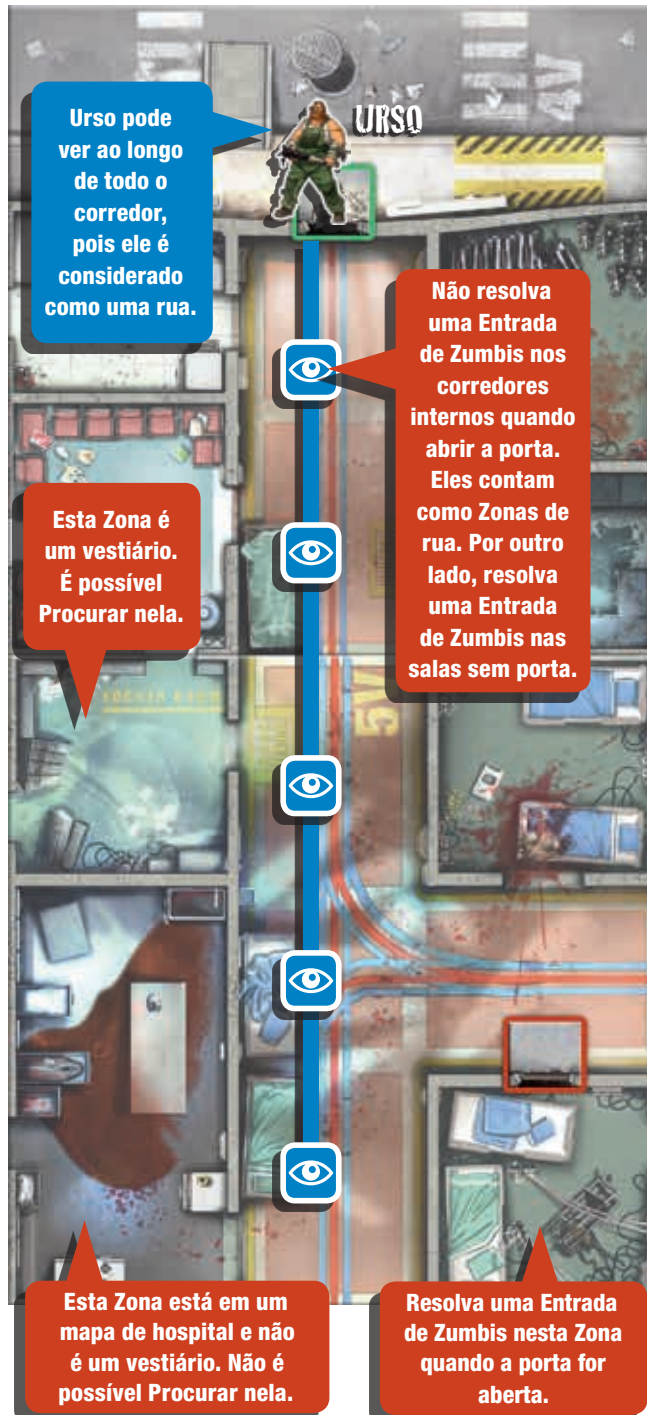 URSO
Urso pode
ver ao longo
de todo o
corredor,
pois ele é
considerado
como uma rua.
Não resolva
uma Entrada
de Zumbis nos
corredores
internos quando
abrir a porta.
Eles contam
como Zonas de
rua. Por outro
lado, resolva
uma Entrada
de Zumbis nas
salas sem porta.
Esta Zona é
um vestiário.
É possível
Procurar nela.
LOCKER ROOM
5V
Esta Zona está em um
mapa de hospital e não
é um vestiário. Não é
possível Procurar nela.
Resolva uma Entrada
de Zumbis nesta Zona
quando a porta for
aberta.